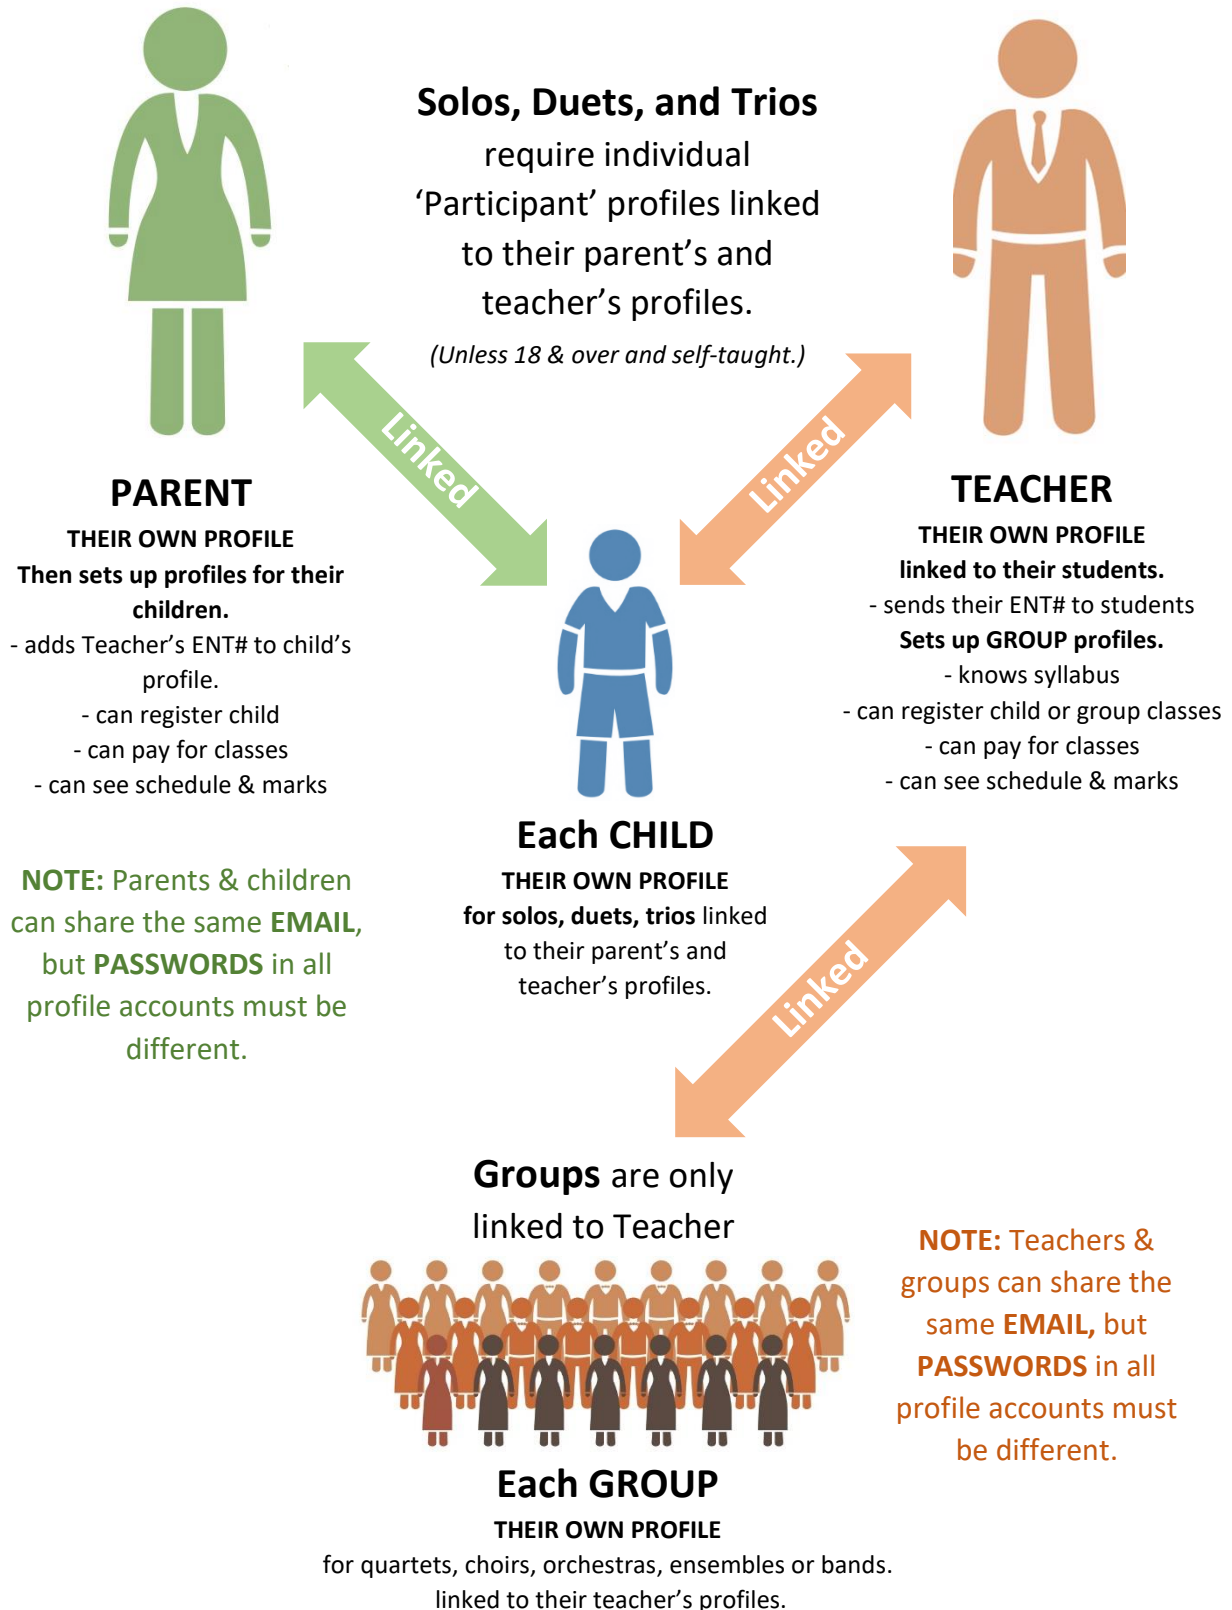 Solos, Duets, and Trios
require individual
‘Participant’ profiles linked
to their parent’s and
teacher’s profiles.
(Unless 18 & over and self-taught.)
Linked
Linked
PARENT
THEIR OWN PROFILE
Then sets up profiles for their
children.
- adds Teacher’s ENT# to child’s
profile.
- can register child
- can pay for classes
- can see schedule & marks
TEACHER
THEIR OWN PROFILE
linked to their students.
- sends their ENT# to students
Sets up GROUP profiles.
- knows syllabus
- can register child or group classes
- can pay for classes
- can see schedule & marks
Each CHILD
THEIR OWN PROFILE
for solos, duets, trios linked
to their parent’s and
teacher’s profiles.
NOTE: Parents & children
can share the same EMAIL,
but PASSWORDS in all
profile accounts must be
different.
Linked
Groups are only
linked to Teacher
NOTE: Teachers &
groups can share the
same EMAIL, but
PASSWORDS in all
profile accounts must
be different.
Each GROUP
THEIR OWN PROFILE
for quartets, choirs, orchestras, ensembles or bands.
linked to their teacher’s profiles.